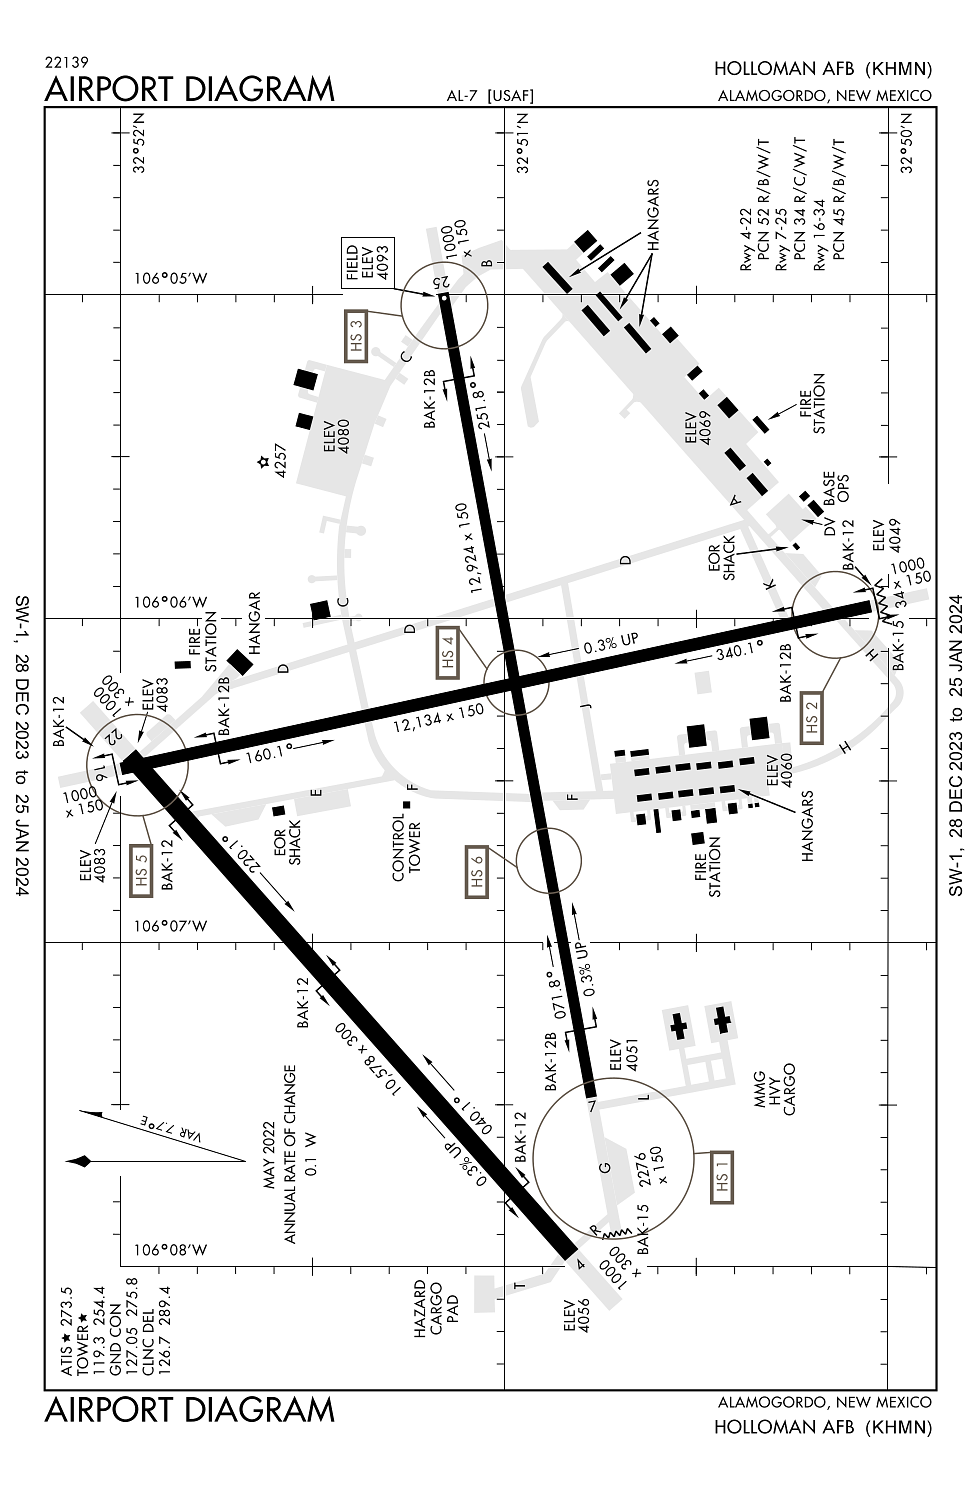 22139
AIRPORT DIAGRAM
AL-7 [USAF]
HOLLOMAN AFB (KHMN)
ALAMOGORDO, NEW MEXICO
32°52'N
32°51'N
32°50'N
Rwy 4-22
PCN 52 R/B/W/T
Rwy 7-25
PCN 34 R/C/W/T
Rwy 16-34
PCN 45 R/B/W/T
HANGARS
106°05'W
FIELD
ELEV
4093
1000
x 150
B
25
HS 3
C
BAK-12B
251.8°
ELEV
4080
4257
ELEV
4069
FIRE
STATION
A
BASE
OPS
DV
BAK-12
ELEV
4049
EOR
SHACK
12,924 x 150
D
K
1000
x 150
34
106°06'W
C
FIRE
STATION
HANGAR
D
D
HS 4
0.3% UP
340.1°
BAK-12B
BAK-15
H
HS 2
BAK-12
1000
x 300
ELEV
4083
22
BAK-12B
12,134 x 150
160.1°
J
H
16
1000
x 150
E
F
F
ELEV
4060
HANGARS
ELEV
4083
HS 5
BAK-12
220.1°
EOR
SHACK
CONTROL
TOWER
HS 6
FIRE
STATION
106°07'W
BAK-12
071.8°
0.3% UP
10,578 x 300
BAK-12B
ELEV
4051
MMG
HVY
CARGO
7
L
VAR 7.7°E
MAY 2022
ANNUAL RATE OF CHANGE
0.1 W
040.1°
0.3% UP
BAK-12
G
2276
x 150
HS 1
R
BAK-15
106°08'W
4
1000
x 300
T
HAZARD
CARGO
PAD
ELEV
4056
ATIS★ 273.5
TOWER★
119.3 254.4
GND CON
127.05 275.8
CLNC DEL
126.7 289.4
SW-1, 28 DEC 2023 to 25 JAN 2024
SW-1, 28 DEC 2023 to 25 JAN 2024
AIRPORT DIAGRAM
ALAMOGORDO, NEW MEXICO
HOLLOMAN AFB (KHMN)